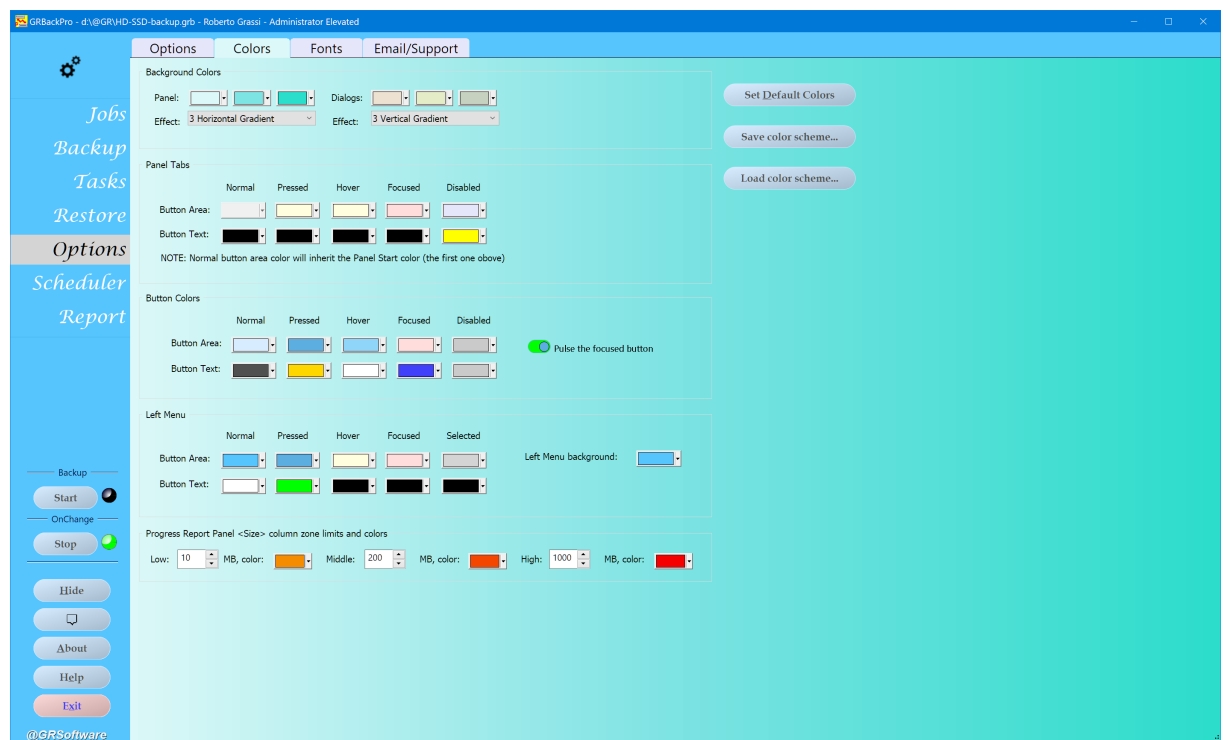 GRBackPro - d:\@GR\HD-SSD-backup.grb - Roberto Grassi - Administrator Elevated
Options Colors Fonts Email/Support
Jobs
Backup
Tasks
Restore
Options
Scheduler
Report
Backup
Start
OnChange
Stop
Hide
About
Help
Exit
@GRSoftware
Background Colors
Panel: Dialogs:
Effect: 3 Horizontal Gradient Effect: 3 Vertical Gradient
Panel Tabs
Normal Pressed Hover Focused Disabled
Button Area:
Button Text:
NOTE: Normal button area color will inherit the Panel Start color (the first one obove)
Button Colors
Normal Pressed Hover Focused Disabled
Button Area:
Pulse the focused button
Button Text:
Left Menu
Normal Pressed Hover Focused Selected
Button Area: Left Menu background:
Button Text:
Progress Report Panel <Size> column zone limits and colors
Low: 10 MB, color: Middle: 200 MB, color: High: 1000 MB, color:
Set Default Colors
Save color scheme...
Load color scheme...